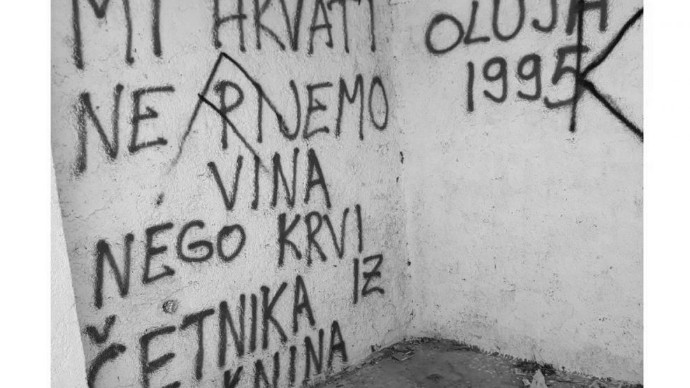 MI HRVATI
NE PIJEMO
VINA
NEGO KRVI
ČETNIKA IZ
KNINA
OLUJA
1995